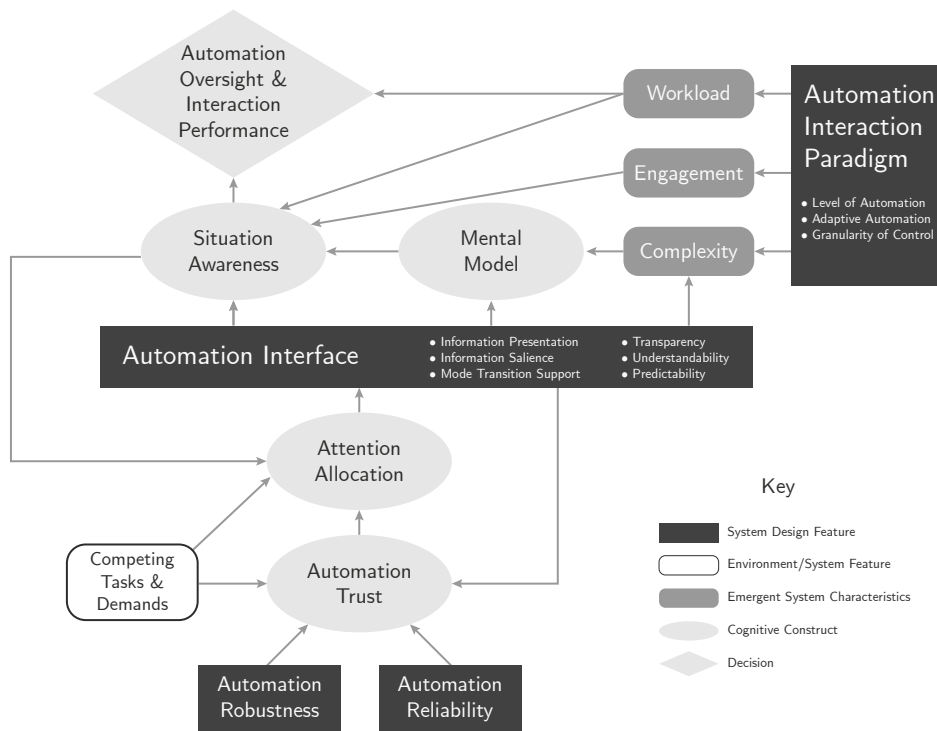 Automation
Oversight &
Interaction
Performance
Workload
Automation
Interaction
Paradigm
• Level of Automation
• Adaptive Automation
• Granularity of Control
Engagement
Situation
Awareness
Mental
Model
Complexity
Automation Interface
• Information Presentation
• Information Salience
• Mode Transition Support
• Transparency
• Understandability
• Predictability
Attention
Allocation
Competing
Tasks &
Demands
Automation
Trust
Automation
Robustness
Automation
Reliability
Key
System Design Feature
Environment/System Feature
Emergent System Characteristics
Cognitive Construct
Decision